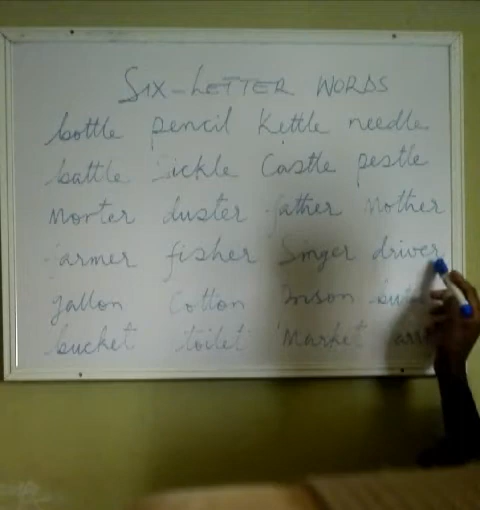 SIX-LETTER WORDS
bottle pencil Kettle needle
battle sickle Castle pestle
Morter duster father Mother
farmer fisher Singer driver
gallon Cotton
bucket toilet Market